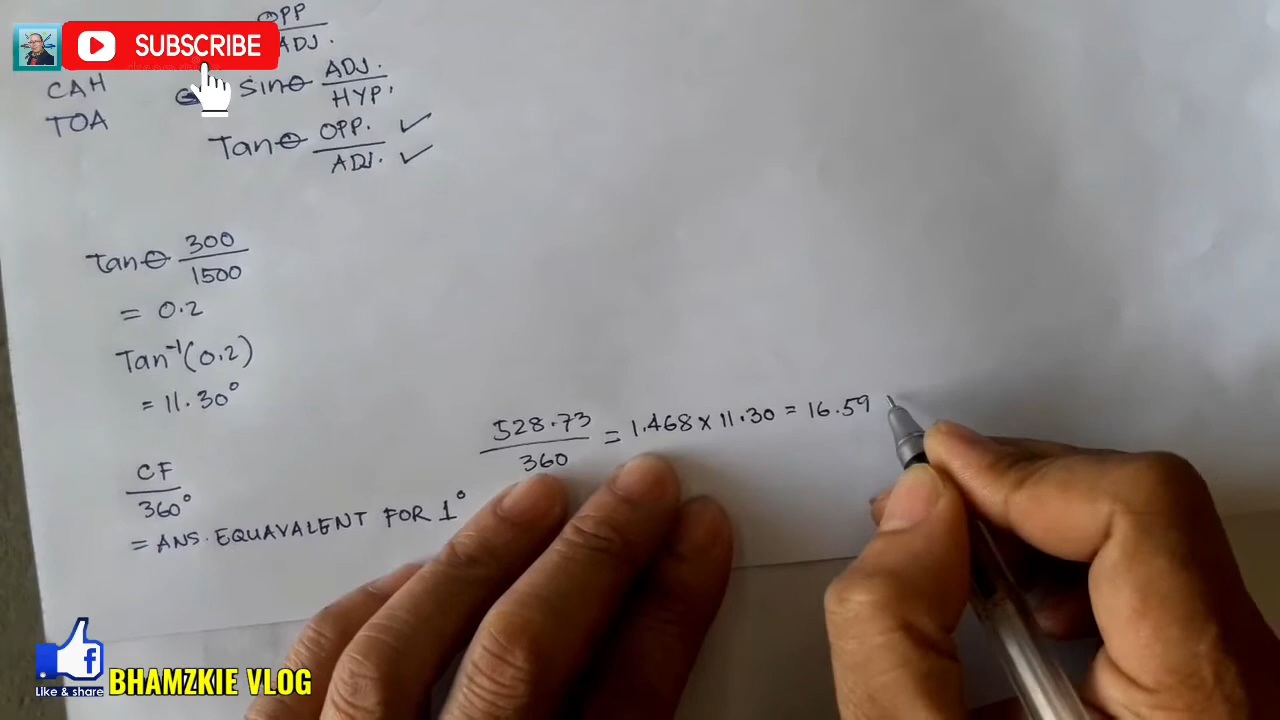 OPP
SUBSCRIBE
ADJ.
CAH
sinθ ADJ.
HYP.
TOA
Tanθ OPP. ✓
ADJ. ✓
Tanθ 300
1500
= 0.2
Tan⁻¹(0.2)
= 11.30°
528.73 = 1.468 x 11.30 = 16.59
360
CF
360°
= ANS. EQUAVALENT FOR 1°
f
Like & share
BHAMZKIE VLOG